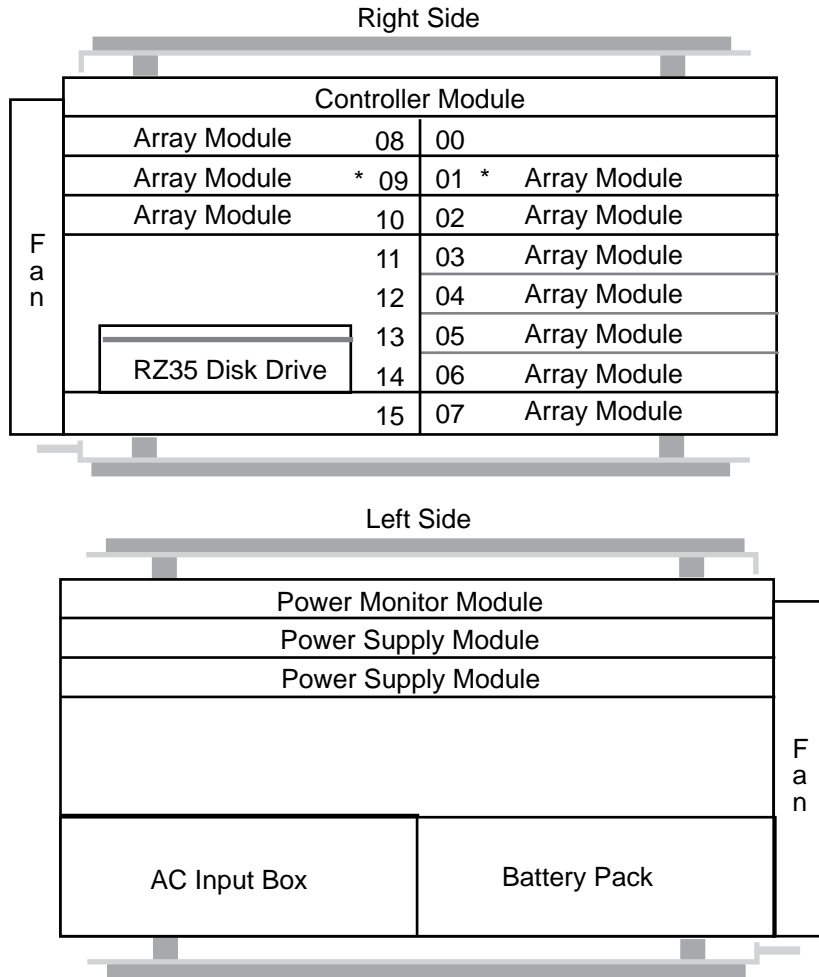 Right Side
Controller Module
Array Module 08 00
Array Module * 09 01 * Array Module
Array Module 10 02 Array Module
11 03 Array Module
12 04 Array Module
13 05 Array Module
RZ35 Disk Drive 14 06 Array Module
15 07 Array Module
Fan
Left Side
Power Monitor Module
Power Supply Module
Power Supply Module
Fan
AC Input Box Battery Pack